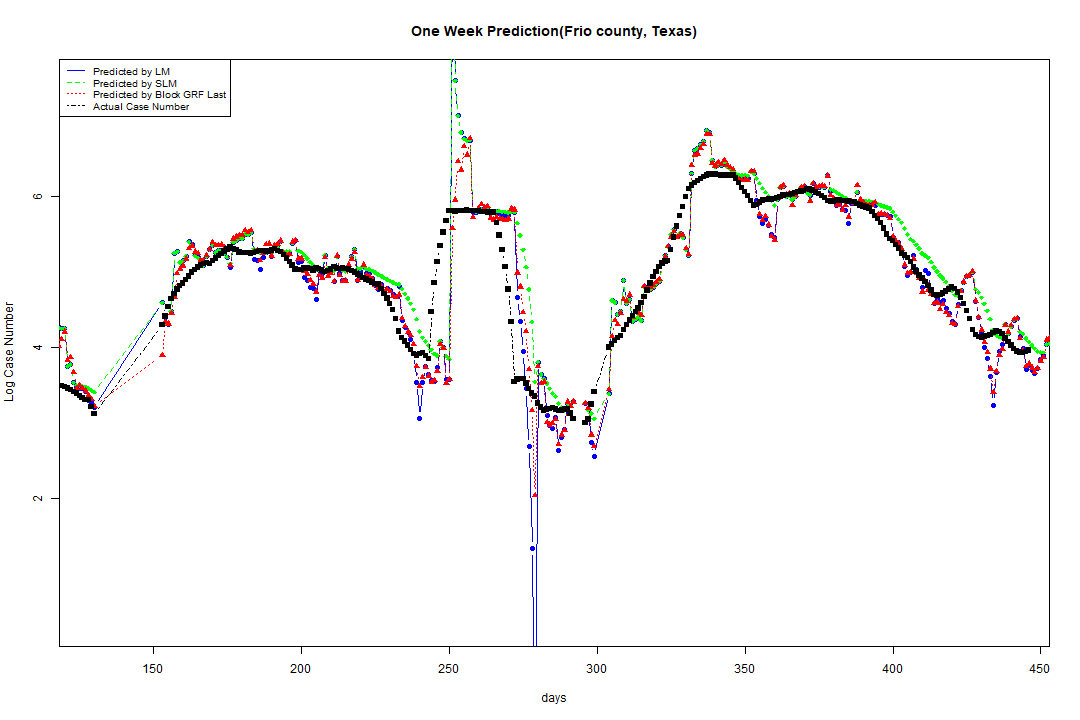 One Week Prediction(Frio county, Texas)
Predicted by LM
Predicted by SLM
Predicted by Block GRF Last
Actual Case Number
Log Case Number
6
4
2
150 200 250 300 350 400 450
days